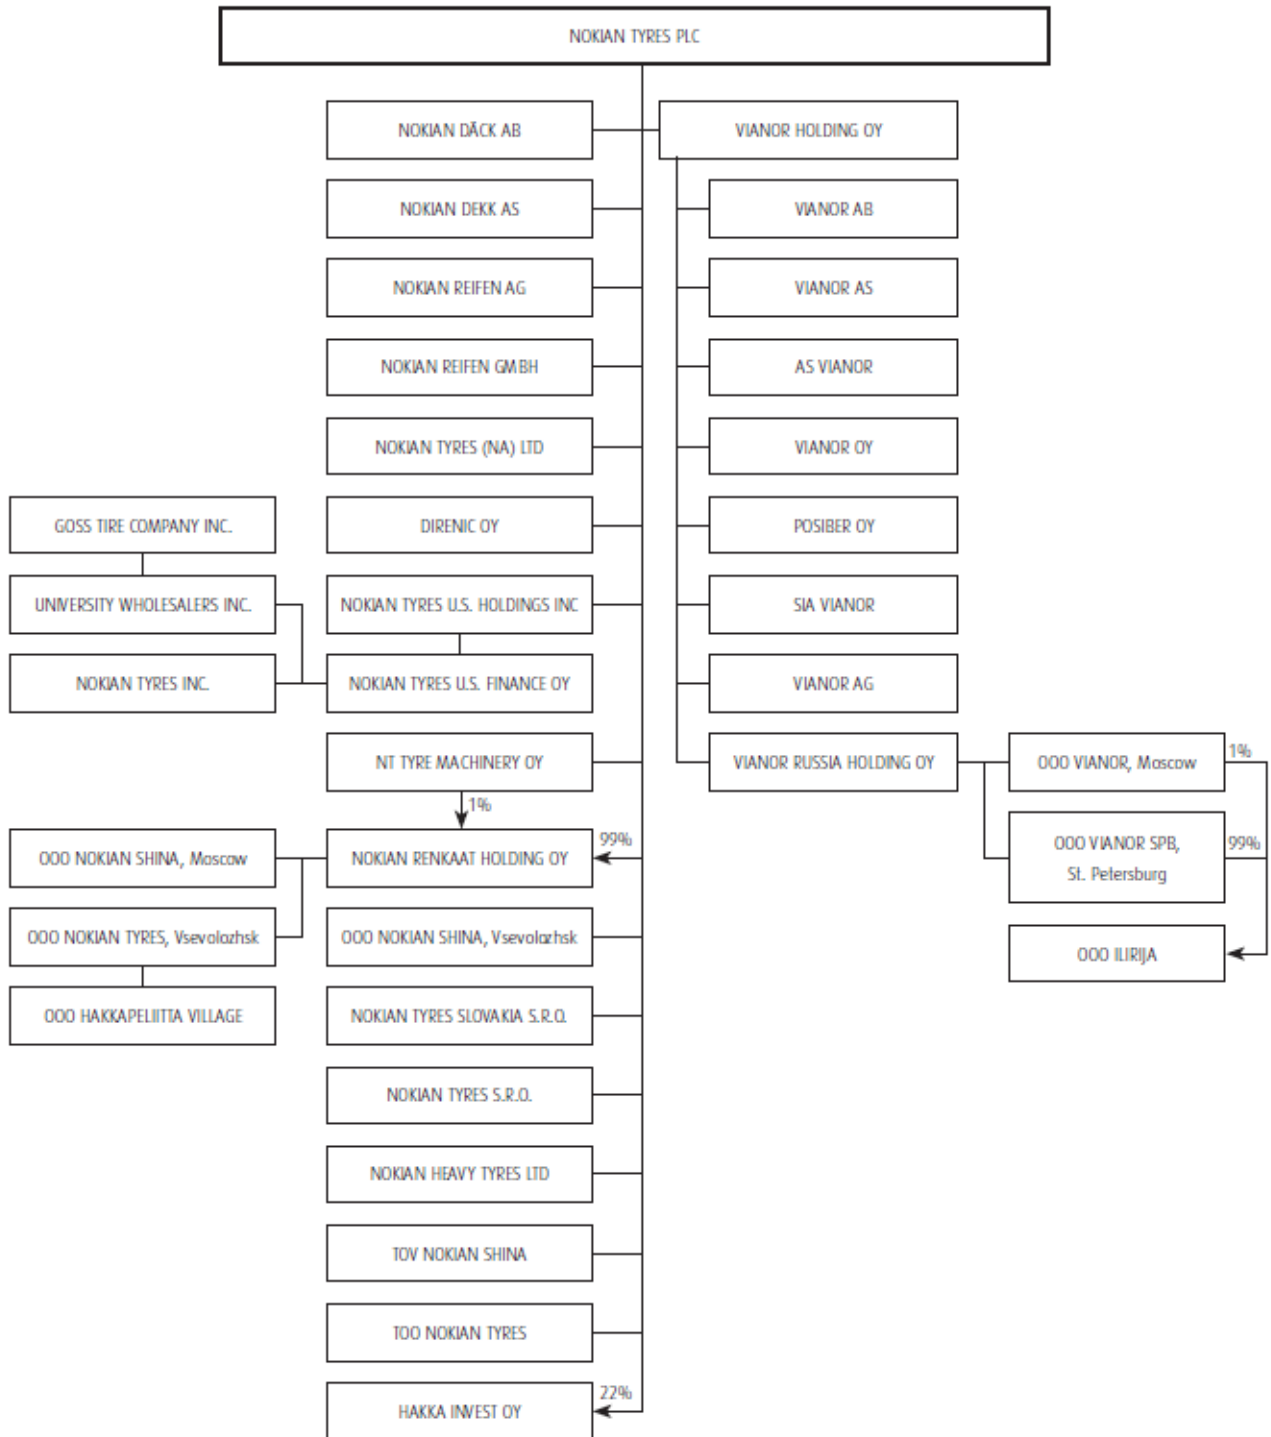 NOKIAN TYRES PLC
NOKIAN DÄCK AB
VIANOR HOLDING OY
NOKIAN DEKK AS
VIANOR AB
NOKIAN REIFEN AG
VIANOR AS
NOKIAN REIFEN GMBH
AS VIANOR
NOKIAN TYRES (NA) LTD
VIANOR OY
GOSS TIRE COMPANY INC.
DIRENIC OY
POSIBER OY
UNIVERSITY WHOLESALERS INC.
NOKIAN TYRES U.S. HOLDINGS INC
SIA VIANOR
NOKIAN TYRES INC.
NOKIAN TYRES U.S. FINANCE OY
VIANOR AG
NT TYRE MACHINERY OY
VIANOR RUSSIA HOLDING OY
OOO VIANOR, Moscow
1%
1%
OOO NOKIAN SHINA, Moscow
NOKIAN RENKAAT HOLDING OY
99%
OOO VIANOR SPB,
St. Petersburg
99%
OOO NOKIAN TYRES, Vsevolozhsk
OOO NOKIAN SHINA, Vsevolozhsk
OOO ILIRIJA
OOO HAKKAPELIITTA VILLAGE
NOKIAN TYRES SLOVAKIA S.R.O.
NOKIAN TYRES S.R.O.
NOKIAN HEAVY TYRES LTD
TOV NOKIAN SHINA
TOO NOKIAN TYRES
22%
HAKKA INVEST OY